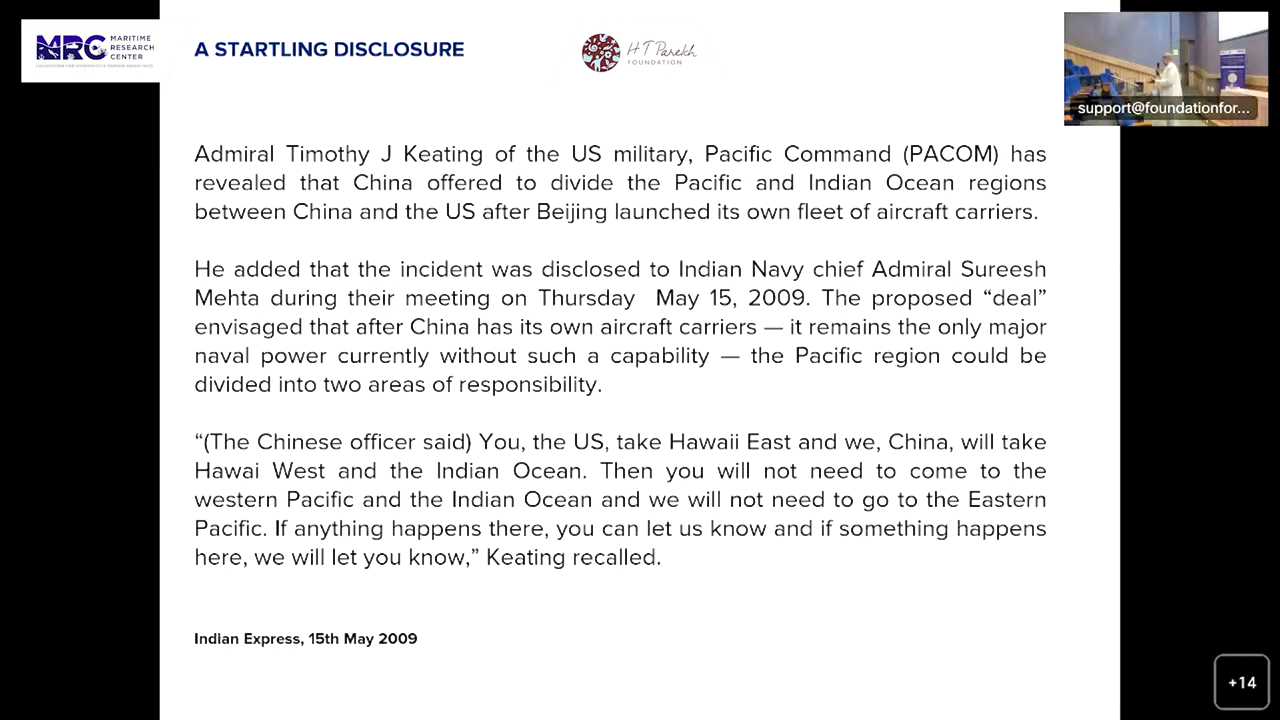 MRC MARITIME
RESEARCH
CENTER
FOUNDATION FOR UNDERWATER DOMAIN AWARENESS
A STARTLING DISCLOSURE
H T Parekh
FOUNDATION
support@foundationfor...
Admiral Timothy J Keating of the US military, Pacific Command (PACOM) has
revealed that China offered to divide the Pacific and Indian Ocean regions
between China and the US after Beijing launched its own fleet of aircraft carriers.
He added that the incident was disclosed to Indian Navy chief Admiral Sureesh
Mehta during their meeting on Thursday  May 15, 2009. The proposed “deal”
envisaged that after China has its own aircraft carriers — it remains the only major
naval power currently without such a capability — the Pacific region could be
divided into two areas of responsibility.
“(The Chinese officer said) You, the US, take Hawaii East and we, China, will take
Hawai West and the Indian Ocean. Then you will not need to come to the
western Pacific and the Indian Ocean and we will not need to go to the Eastern
Pacific. If anything happens there, you can let us know and if something happens
here, we will let you know,” Keating recalled.
Indian Express, 15th May 2009
+14